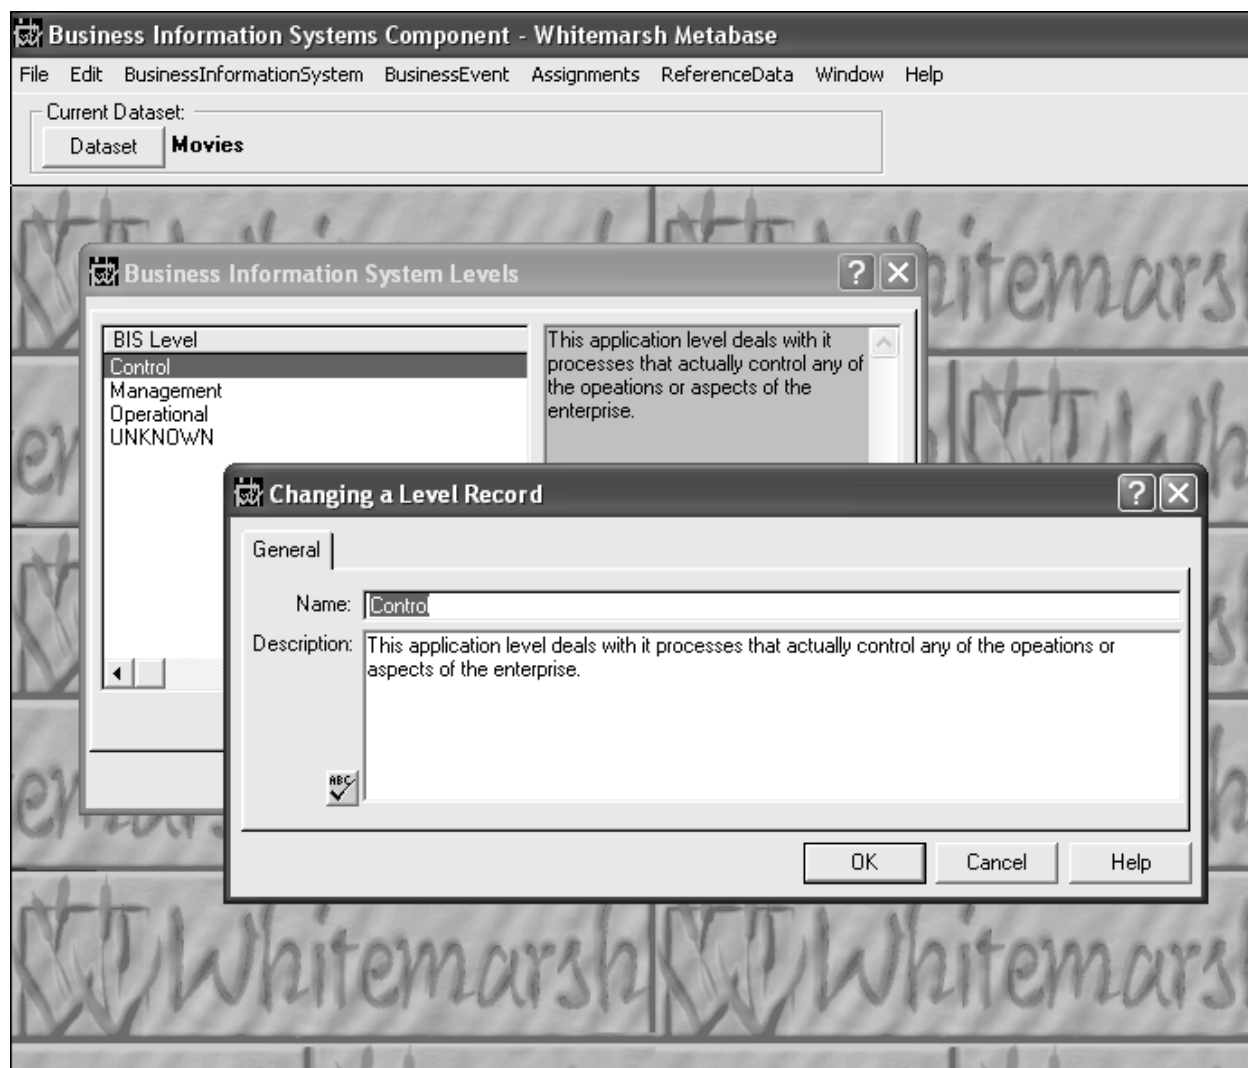 Business Information Systems Component - Whitemarsh Metabase
File Edit BusinessInformationSystem BusinessEvent Assignments ReferenceData Window Help
Current Dataset:
Dataset Movies
Business Information System Levels
BIS Level
Control
Management
Operational
UNKNOWN
This application level deals with it
processes that actually control any of
the opeations or aspects of the
enterprise.
Changing a Level Record
General
Name: Control
Description: This application level deals with it processes that actually control any of the opeations or
aspects of the enterprise.
ABC
OK Cancel Help
Whitemarsh Whitemarsh